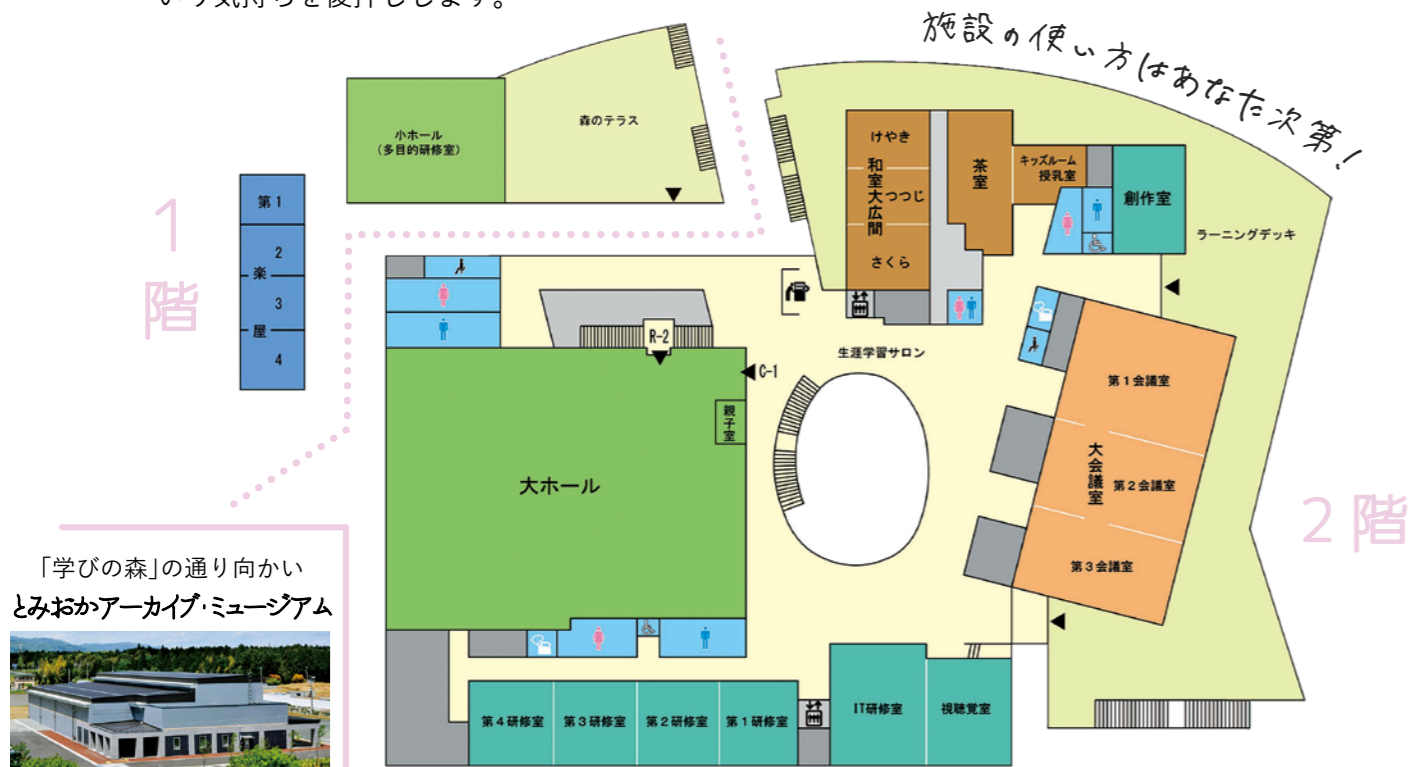 いう気持ちを後押しします。
施設の使い方はあなた次第!
小ホール
(多目的研修室)
森のテラス
1
階
第1
2
楽
3
屋
4
けやき
和室大広間
つつじ
さくら
茶室
キッズルーム
授乳室
創作室
ラーニングデッキ
R-2
C-1
生涯学習サロン
親子室
大ホール
第1会議室
大会議室
第2会議室
第3会議室
2階
「学びの森」の通り向かい
とみおかアーカイブ・ミュージアム
第4研修室
第3研修室
第2研修室
第1研修室
IT研修室
視聴覚室